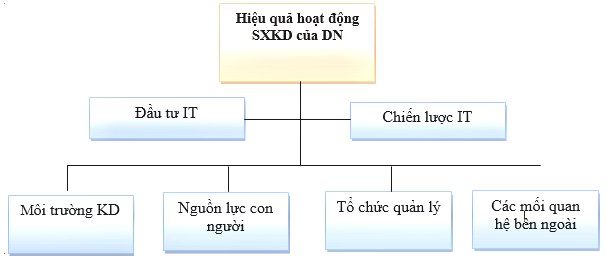 Hiệu quả hoạt động
SXKD của DN
Đầu tư IT
Chiến lược IT
Môi trường KD
Nguồn lực con
người
Tổ chức quản lý
Các mối quan
hệ bên ngoài